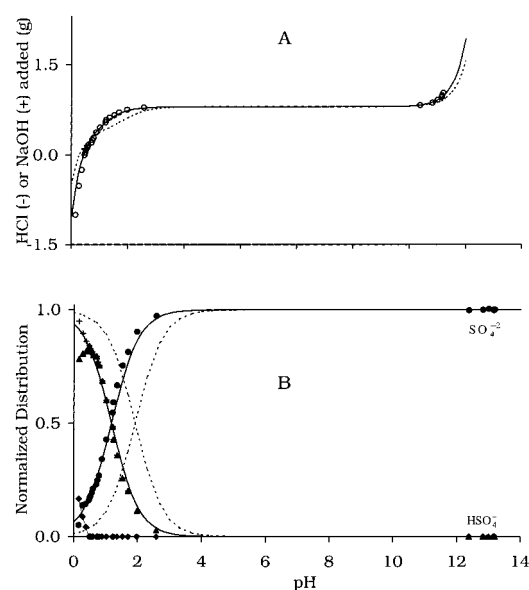 HCl (-) or NaOH (+) added (g)
A
1.5
0.0
-1.5
Normalized Distribution
B
1.0
0.5
0.0
SO₄⁻²
HSO₄⁻
0 2 4 6 8 10 12 14
pH